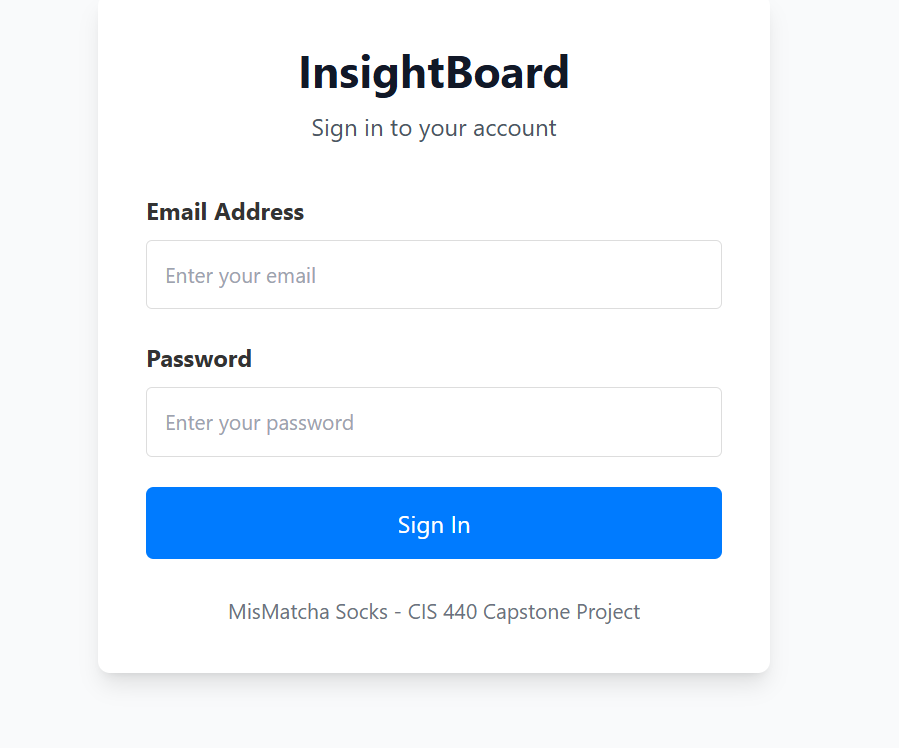 InsightBoard
Sign in to your account
Email Address
Enter your email
Password
Enter your password
Sign In
MisMatcha Socks - CIS 440 Capstone Project